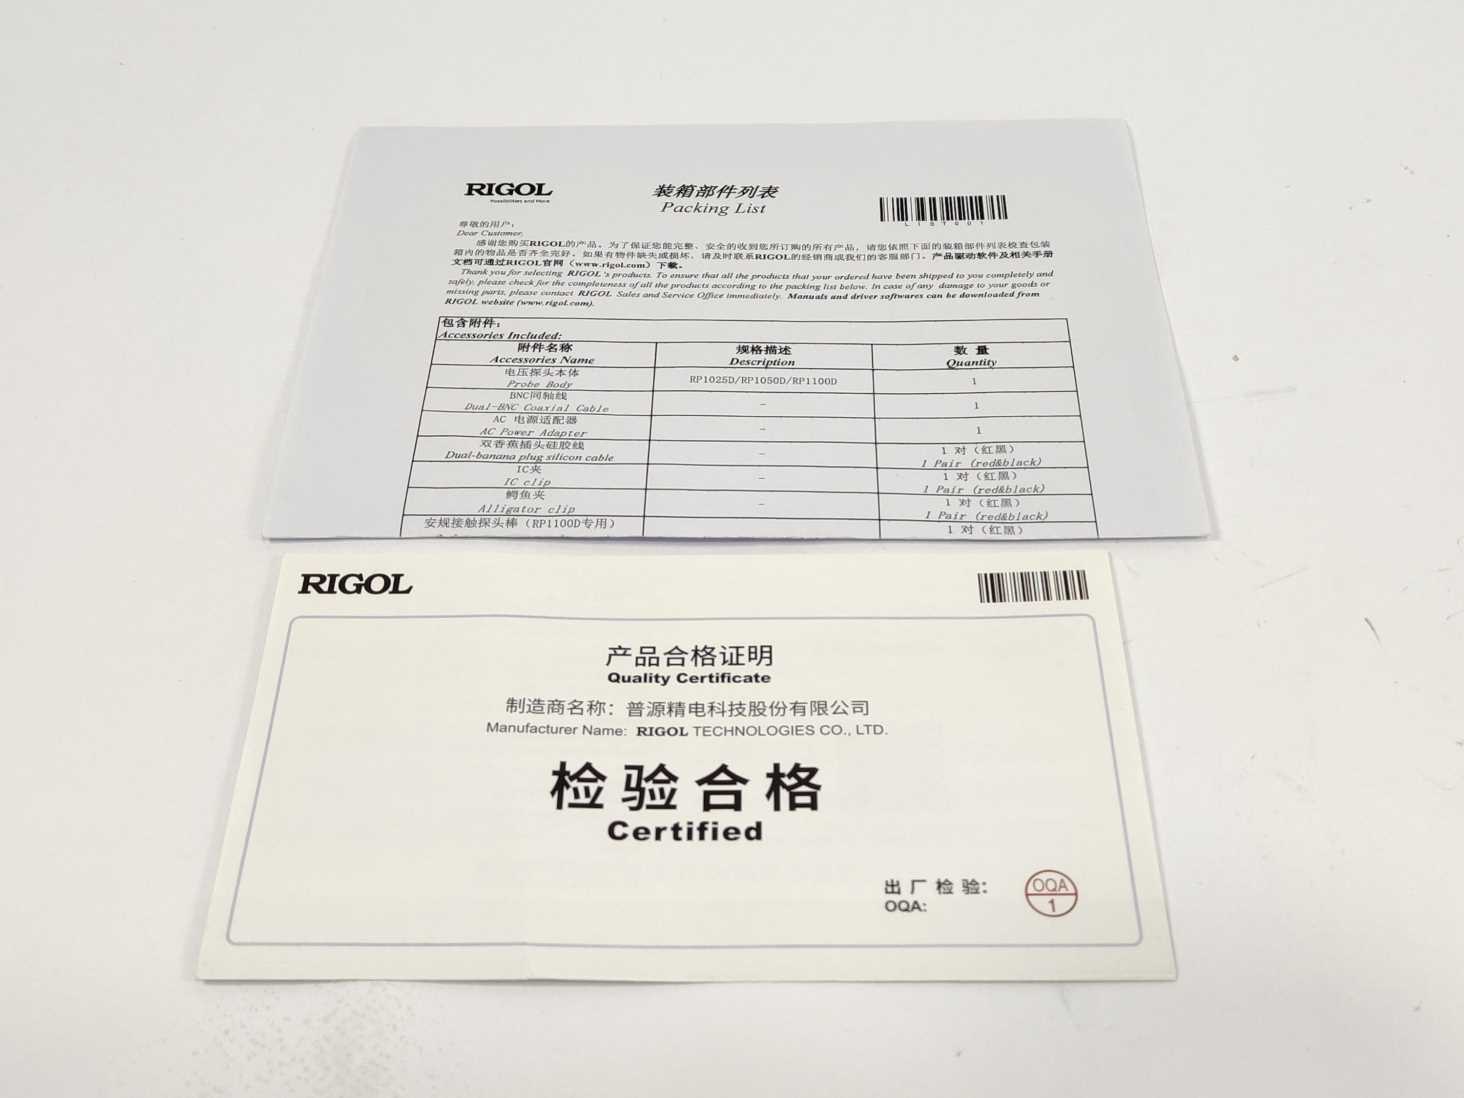 RIGOL
Possibilities and More
装箱部件列表
Packing List
尊敬的用户：
Dear Customer,
感谢您购买RIGOL的产品。为了保证您能完整、安全的收到您所订购的所有产品，请您依照下面的装箱部件列表检查包装
箱内的物品是否齐全完好。如果有物件缺失或损坏，请及时联系RIGOL的经销商或我们的客服部门。产品驱动软件及相关手册
文档可通过RIGOL官网（www.rigol.com）下载。
Thank you for selecting RIGOL's products. To ensure that all the products that your ordered have been shipped to you completely and
safely, please check for the completeness of all the products according to the packing list below. In case of any damage to your goods or
missing parts, please contact RIGOL Sales and Service Office immediately. Manuals and driver softwares can be downloaded from
RIGOL website (www.rigol.com).
包含附件：
Accessories Included:
附件名称 规格描述 数 量
Accessories Name Description Quantity
电压探头本体
Probe Body RP1025D/RP1050D/RP1100D 1
BNC同轴线
Dual-BNC Coaxial Cable – 1
AC 电源适配器
AC Power Adapter – 1
双香蕉插头硅胶线 1 对（红黑）
Dual-banana plug silicon cable – 1 Pair (red&black)
IC夹 1 对（红黑）
IC clip – 1 Pair (red&black)
鳄鱼夹 1 对（红黑）
Alligator clip – 1 Pair (red&black)
安规接触探头棒（RP1100D专用） 1 对（红黑）
RIGOL
产品合格证明
Quality Certificate
制造商名称：普源精电科技股份有限公司
Manufacturer Name: RIGOL TECHNOLOGIES CO., LTD.
检验合格
Certified
出 厂 检 验：
OQA:
OQA
1